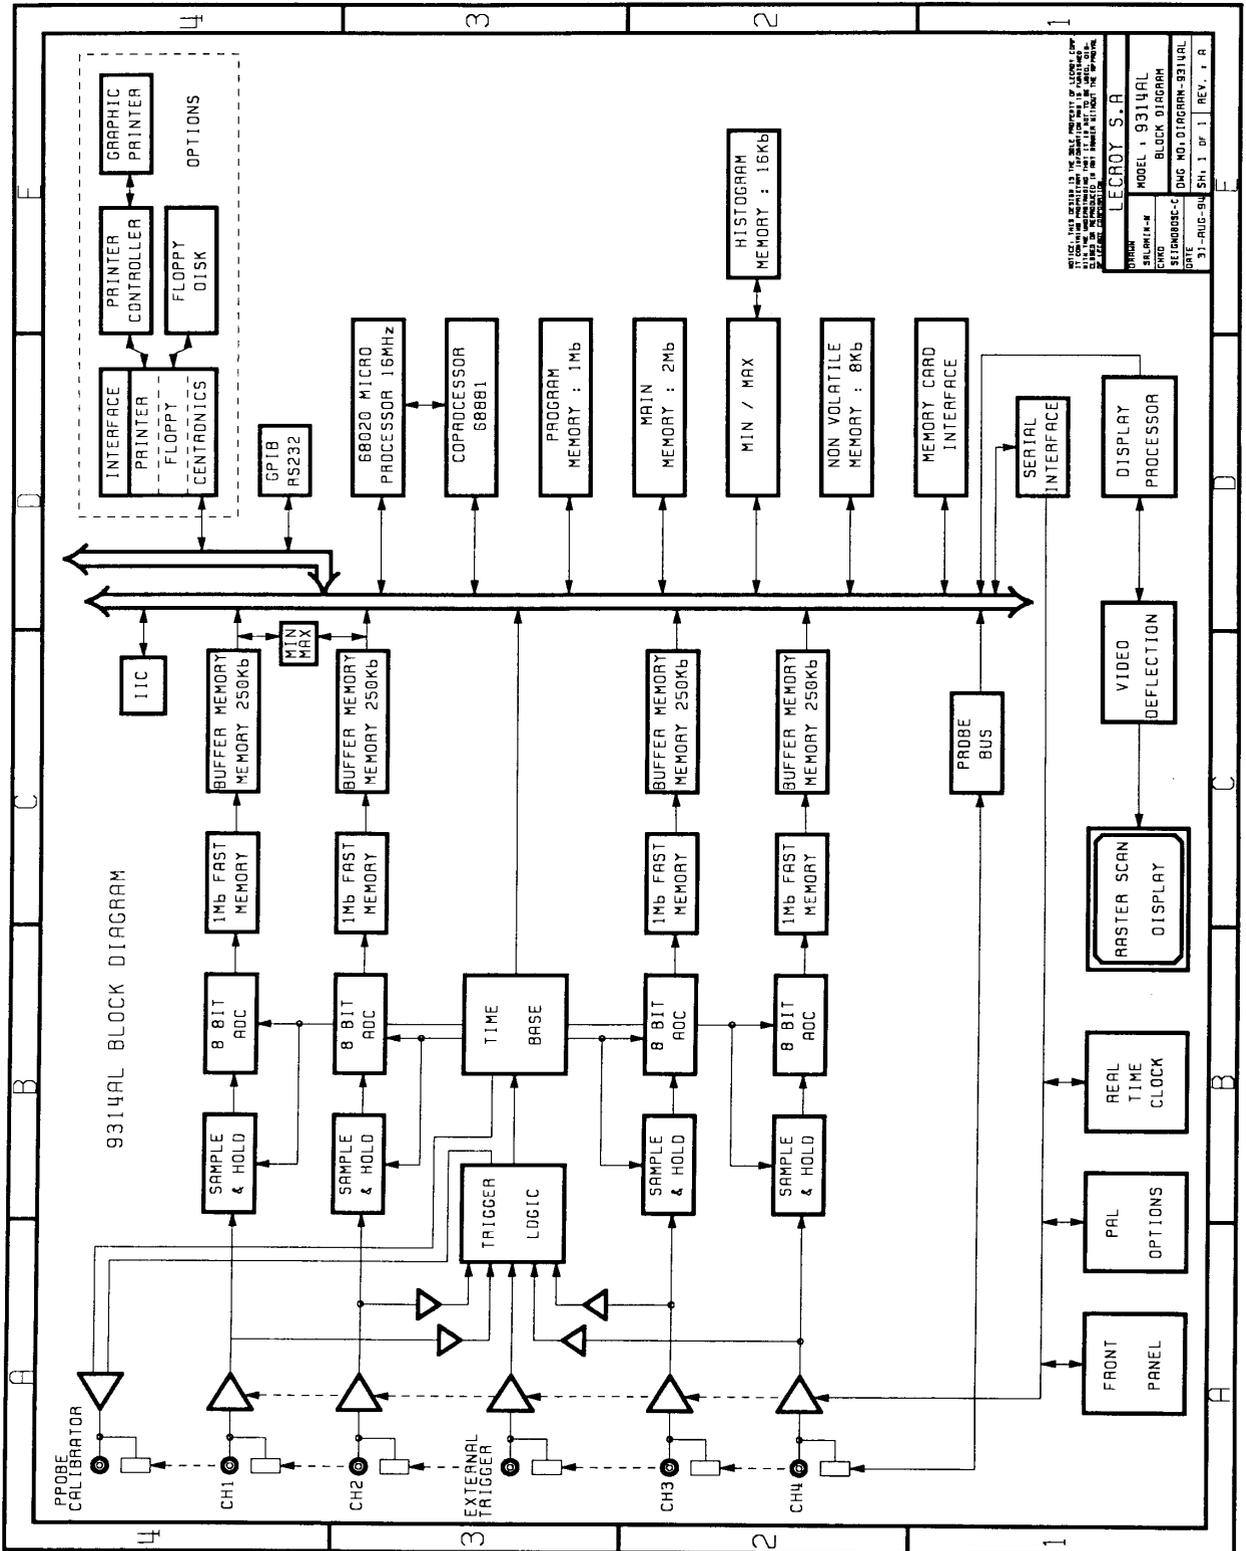 9314AL BLOCK DIAGRAM
PPOBE
CALIBRATOR
CH1
CH2
EXTERNAL
TRIGGER
CH3
CH4
SAMPLE
& HOLD
8 BIT
ADC
1Mb FAST
MEMORY
BUFFER MEMORY
MEMORY 250Kb
SAMPLE
& HOLD
8 BIT
ADC
1Mb FAST
MEMORY
BUFFER MEMORY
MEMORY 250Kb
MIN
MAX
IIC
TRIGGER
LOGIC
TIME
BASE
SAMPLE
& HOLD
8 BIT
ADC
1Mb FAST
MEMORY
BUFFER MEMORY
MEMORY 250Kb
SAMPLE
& HOLD
8 BIT
ADC
1Mb FAST
MEMORY
BUFFER MEMORY
MEMORY 250Kb
PROBE
BUS
INTERFACE
PRINTER
FLOPPY
CENTRONICS
PRINTER
CONTROLLER
GRAPHIC
PRINTER
FLOPPY
DISK
OPTIONS
GPIB
RS232
68020 MICRO
PROCESSOR 16MHz
COPROCESSOR
68881
PROGRAM
MEMORY : 1Mb
MAIN
MEMORY : 2Mb
MIN / MAX
HISTOGRAM
MEMORY : 16Kb
NON VOLATILE
MEMORY : 8Kb
MEMORY CARD
INTERFACE
SERIAL
INTERFACE
FRONT
PANEL
PAL
OPTIONS
REAL
TIME
CLOCK
RASTER SCAN
DISPLAY
VIDEO
DEFLECTION
DISPLAY
PROCESSOR
LECROY S.A
DRAWN
SALAMIN-N
CHKD
DATE
31-AUG-94
MODEL : 9314AL
BLOCK DIAGRAM
DWG NO: DIAGRAM-9314AL
SH: 1 OF 1
REV. : A
4
3
2
1
4
3
2
1
A
B
C
D
E
A
B
C
D
E